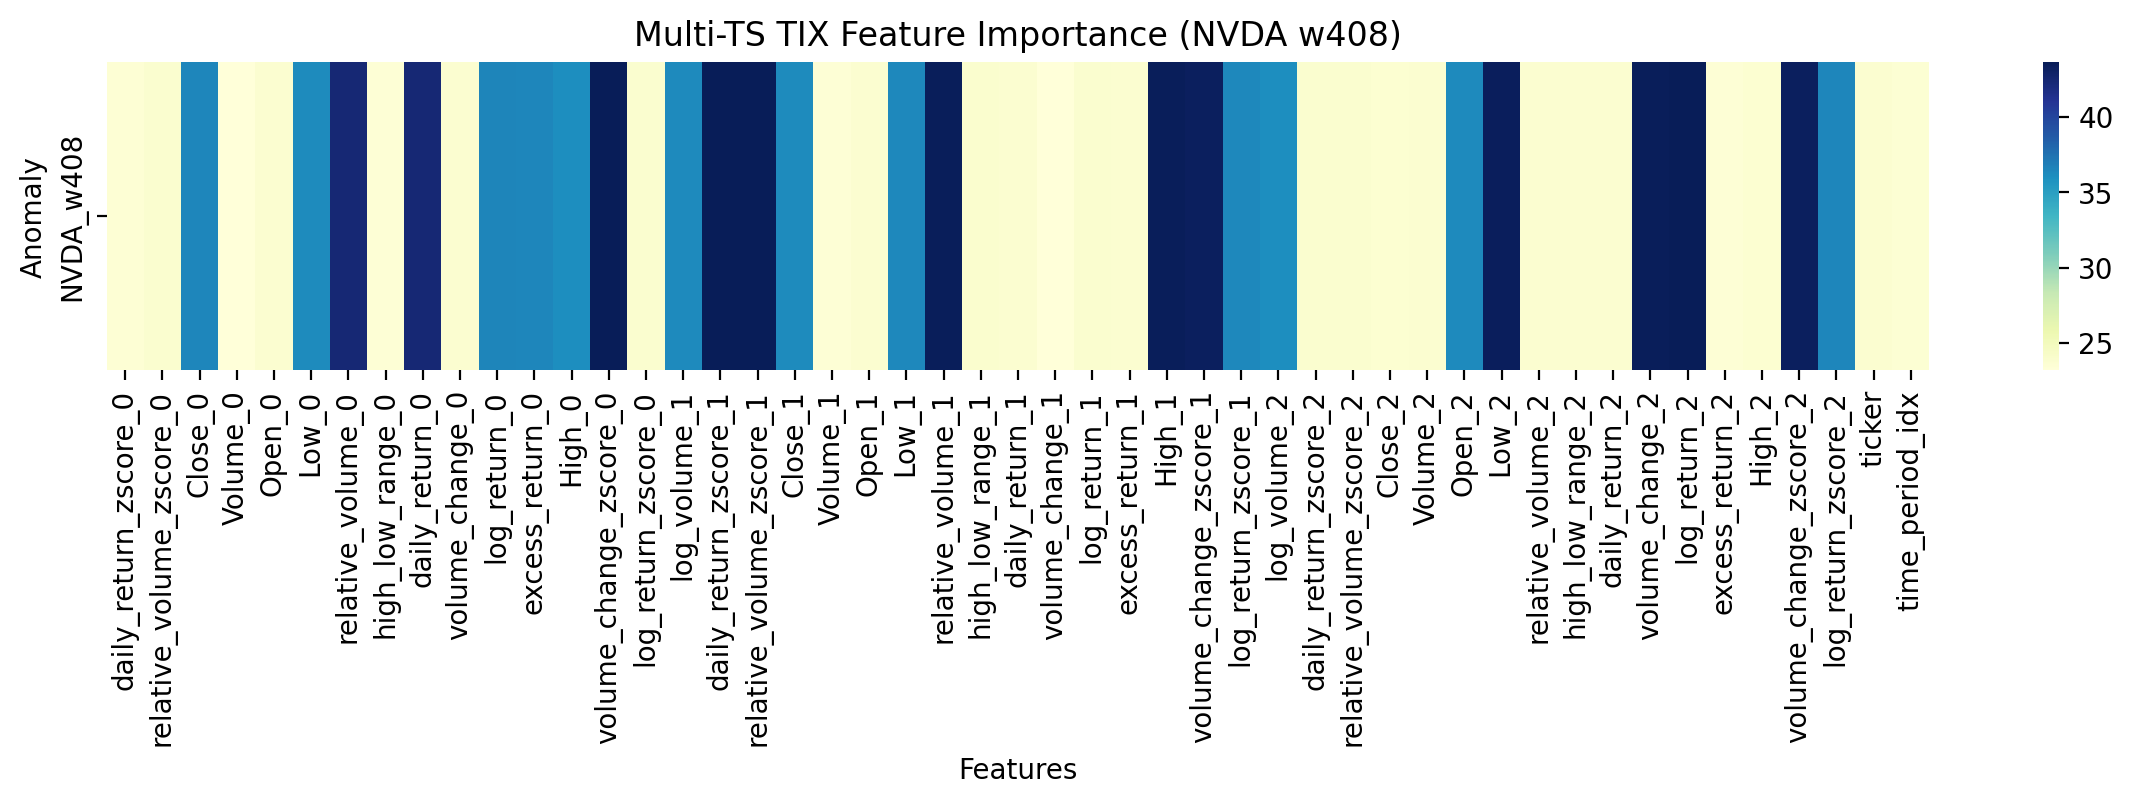 Multi-TS TIX Feature Importance (NVDA w408)
Anomaly
NVDA_w408
40
35
30
25
daily_return_zscore_0
relative_volume_zscore_0
Close_0
Volume_0
Open_0
Low_0
relative_volume_0
high_low_range_0
daily_return_0
volume_change_0
log_return_0
excess_return_0
High_0
volume_change_zscore_0
log_return_zscore_0
log_volume_1
daily_return_zscore_1
relative_volume_zscore_1
Close_1
Volume_1
Open_1
Low_1
relative_volume_1
high_low_range_1
daily_return_1
volume_change_1
log_return_1
excess_return_1
High_1
volume_change_zscore_1
log_return_zscore_1
log_volume_2
daily_return_zscore_2
relative_volume_zscore_2
Close_2
Volume_2
Open_2
Low_2
relative_volume_2
high_low_range_2
daily_return_2
volume_change_2
log_return_2
excess_return_2
High_2
volume_change_zscore_2
log_return_zscore_2
ticker
time_period_idx
Features